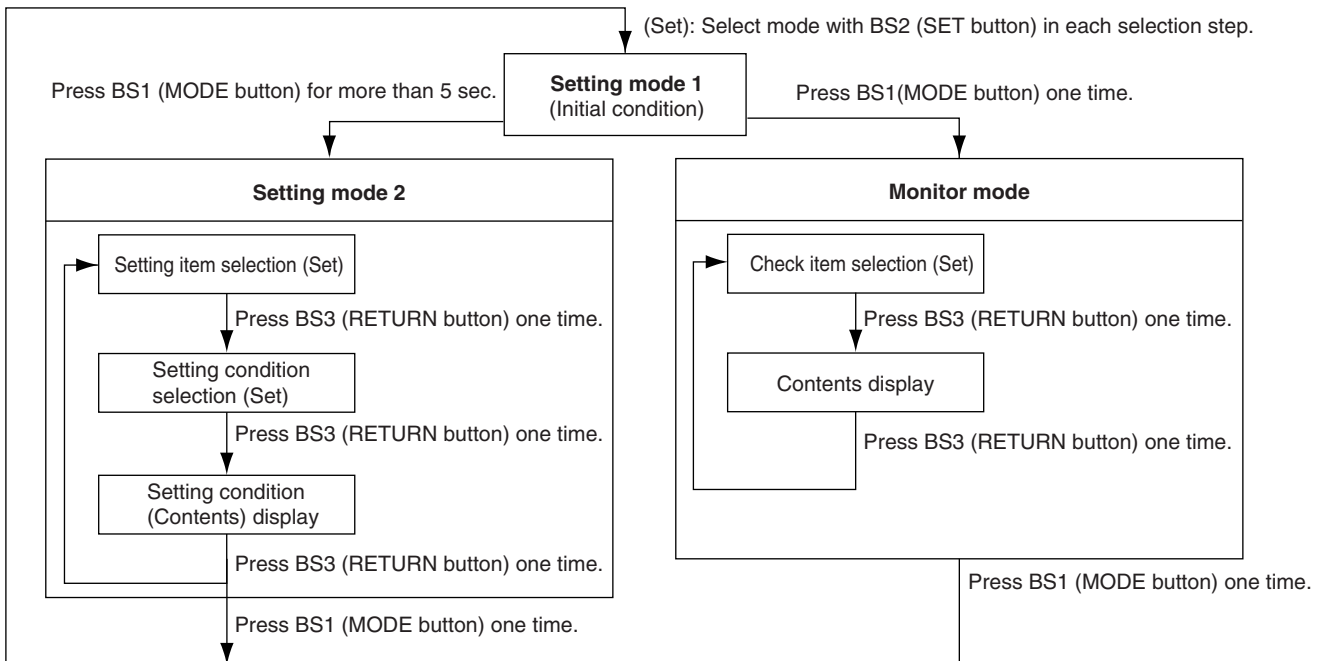 (Set): Select mode with BS2 (SET button) in each selection step.
Press BS1 (MODE button) for more than 5 sec.
Setting mode 1
(Initial condition)
Press BS1(MODE button) one time.
Setting mode 2
Setting item selection (Set)
Press BS3 (RETURN button) one time.
Setting condition
selection (Set)
Press BS3 (RETURN button) one time.
Setting condition
(Contents) display
Press BS3 (RETURN button) one time.
Press BS1 (MODE button) one time.
Monitor mode
Check item selection (Set)
Press BS3 (RETURN button) one time.
Contents display
Press BS3 (RETURN button) one time.
Press BS1 (MODE button) one time.